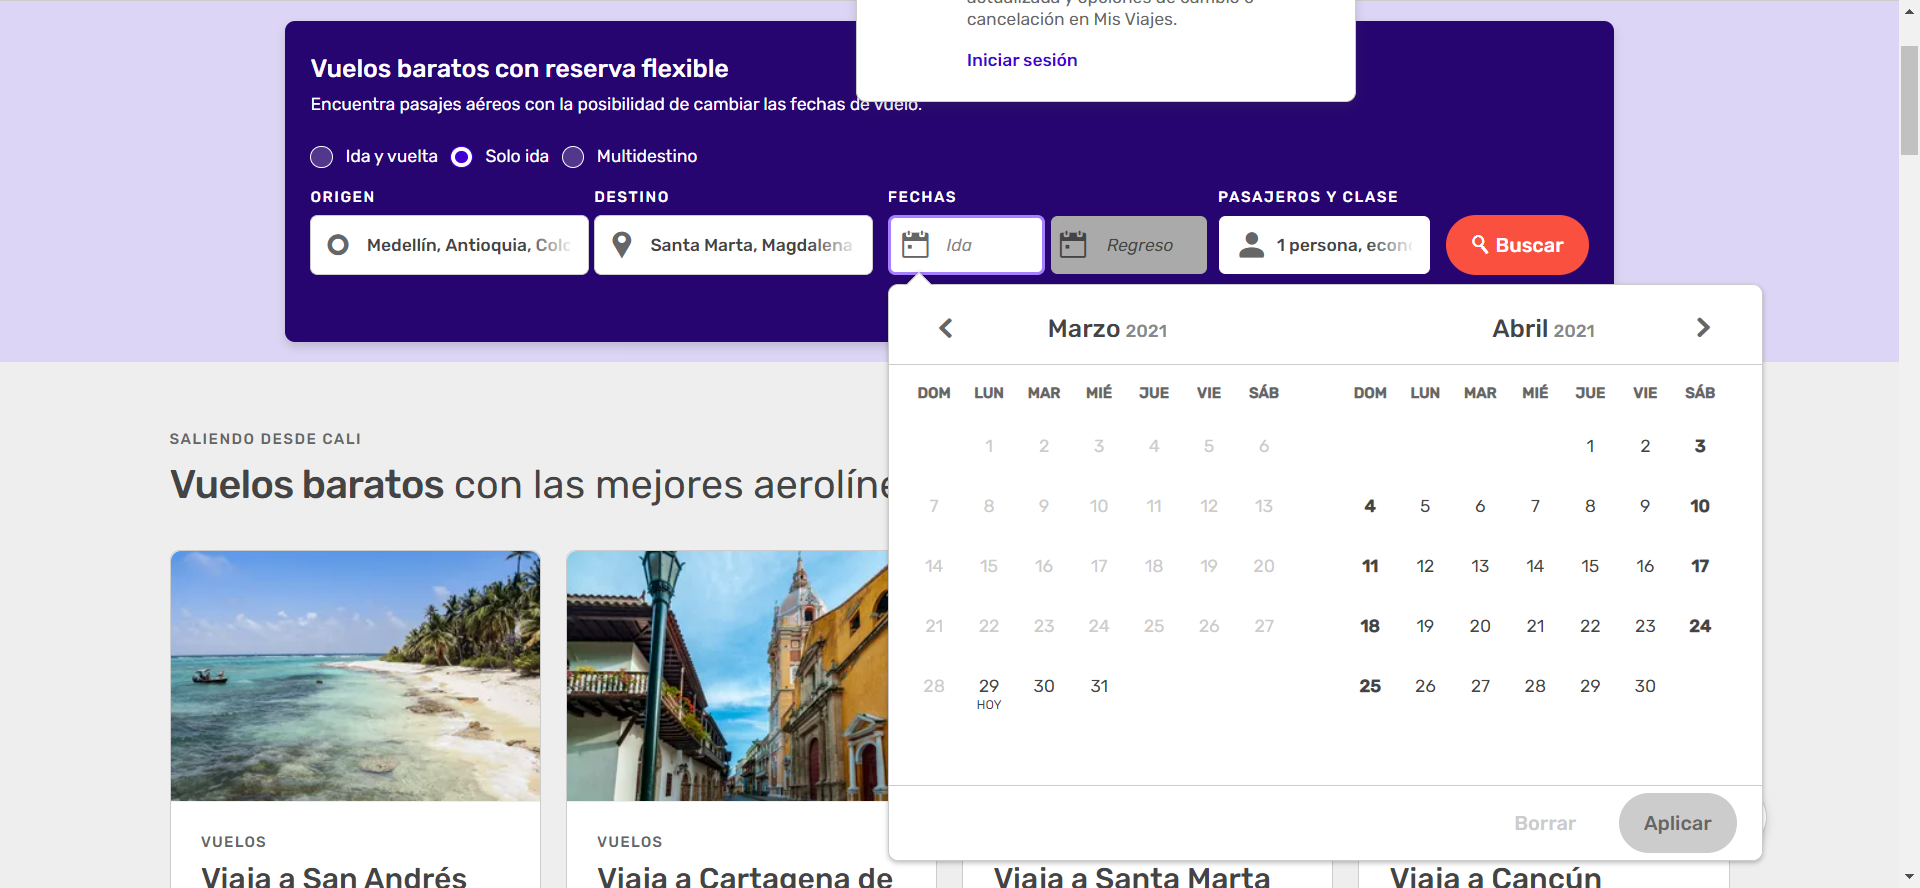 cancelación en Mis Viajes.
Iniciar sesión
Vuelos baratos con reserva flexible
Encuentra pasajes aéreos con la posibilidad de cambiar las fechas de vuelo.
Ida y vuelta Solo ida Multidestino
ORIGEN DESTINO FECHAS PASAJEROS Y CLASE
Medellín, Antioquia, Colo Santa Marta, Magdalena Ida Regreso 1 persona, econ Buscar
Marzo 2021 Abril 2021
DOM LUN MAR MIÉ JUE VIE SÁB DOM LUN MAR MIÉ JUE VIE SÁB
1 2 3 4 5 6 1 2 3
7 8 9 10 11 12 13 4 5 6 7 8 9 10
14 15 16 17 18 19 20 11 12 13 14 15 16 17
21 22 23 24 25 26 27 18 19 20 21 22 23 24
28 29 30 31 25 26 27 28 29 30
HOY
Borrar Aplicar
SALIENDO DESDE CALI
Vuelos baratos con las mejores aerolíne
VUELOS VUELOS
Viaja a San Andrés Viaja a Cartagena de Viaja a Santa Marta Viaja a Cancún